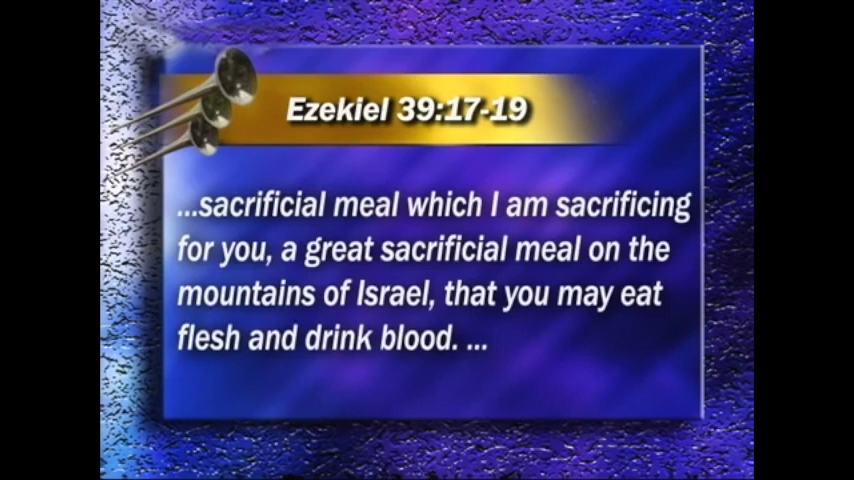 Ezekiel 39:17-19
...sacrificial meal which I am sacrificing
for you, a great sacrificial meal on the
mountains of Israel, that you may eat
flesh and drink blood. ...